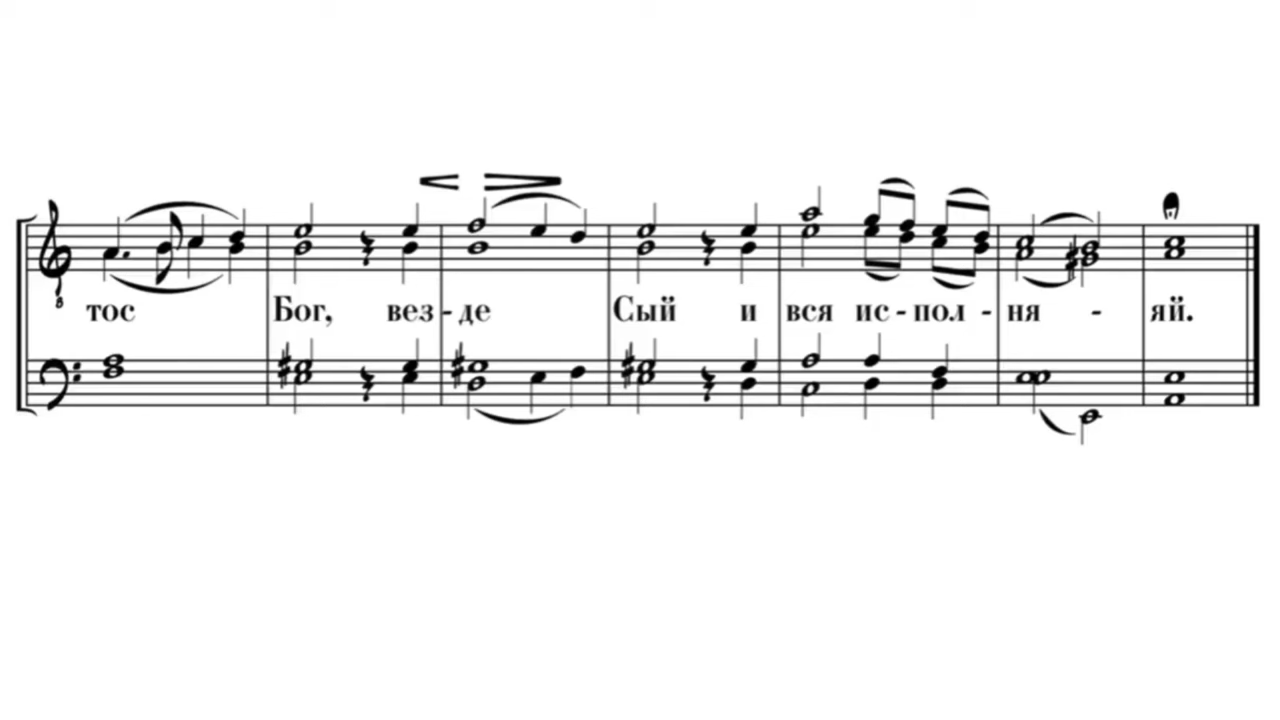 тос Бог, вез - де Сый и вся ис - пол - ня - яй.